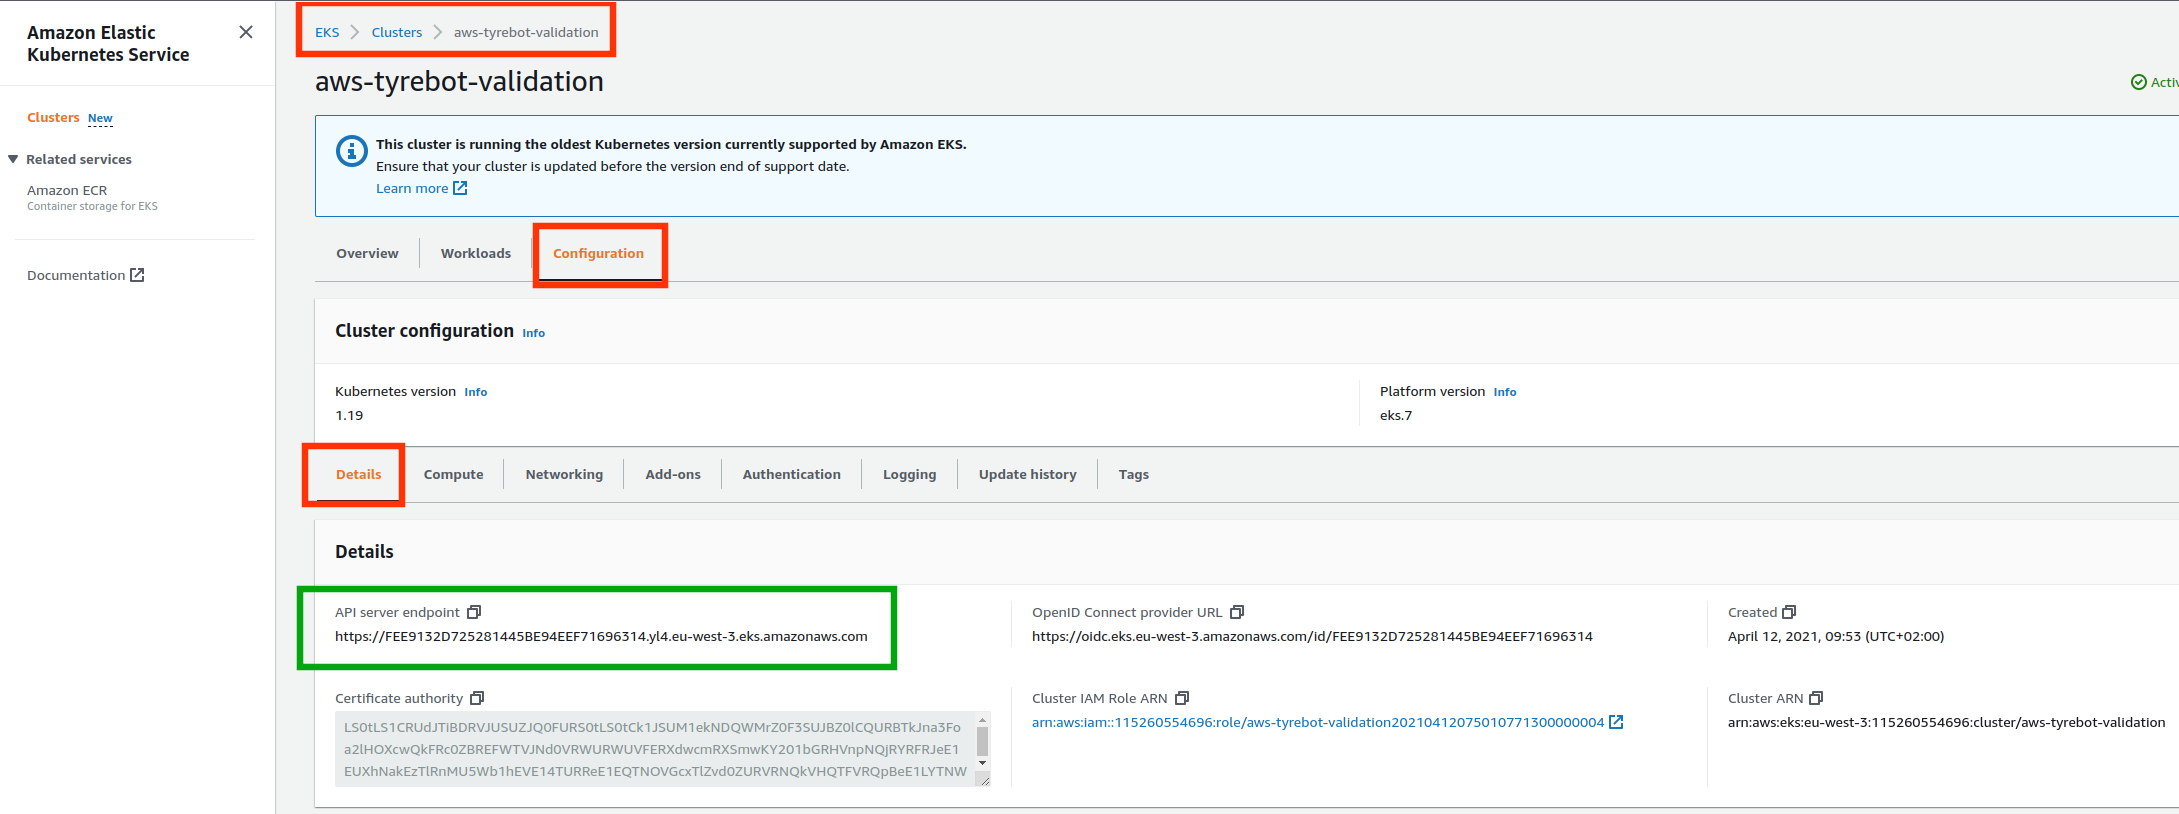 Amazon Elastic
Kubernetes Service
Clusters New
Related services
Amazon ECR
Container storage for EKS
Documentation
EKS Clusters aws-tyrebot-validation
aws-tyrebot-validation
This cluster is running the oldest Kubernetes version currently supported by Amazon EKS.
Ensure that your cluster is updated before the version end of support date.
Learn more
Overview Workloads Configuration
Cluster configuration Info
Kubernetes version Info
1.19
Platform version Info
eks.7
Details Compute Networking Add-ons Authentication Logging Update history Tags
Details
API server endpoint
https://FEE9132D725281445BE94EEF71696314.yl4.eu-west-3.eks.amazonaws.com
OpenID Connect provider URL
https://oidc.eks.eu-west-3.amazonaws.com/id/FEE9132D725281445BE94EEF71696314
Created
April 12, 2021, 09:53 (UTC+02:00)
Certificate authority
Cluster IAM Role ARN
arn:aws:iam::115260554696:role/aws-tyrebot-validation20210412075010771300000004
Cluster ARN
arn:aws:eks:eu-west-3:115260554696:cluster/aws-tyrebot-validation